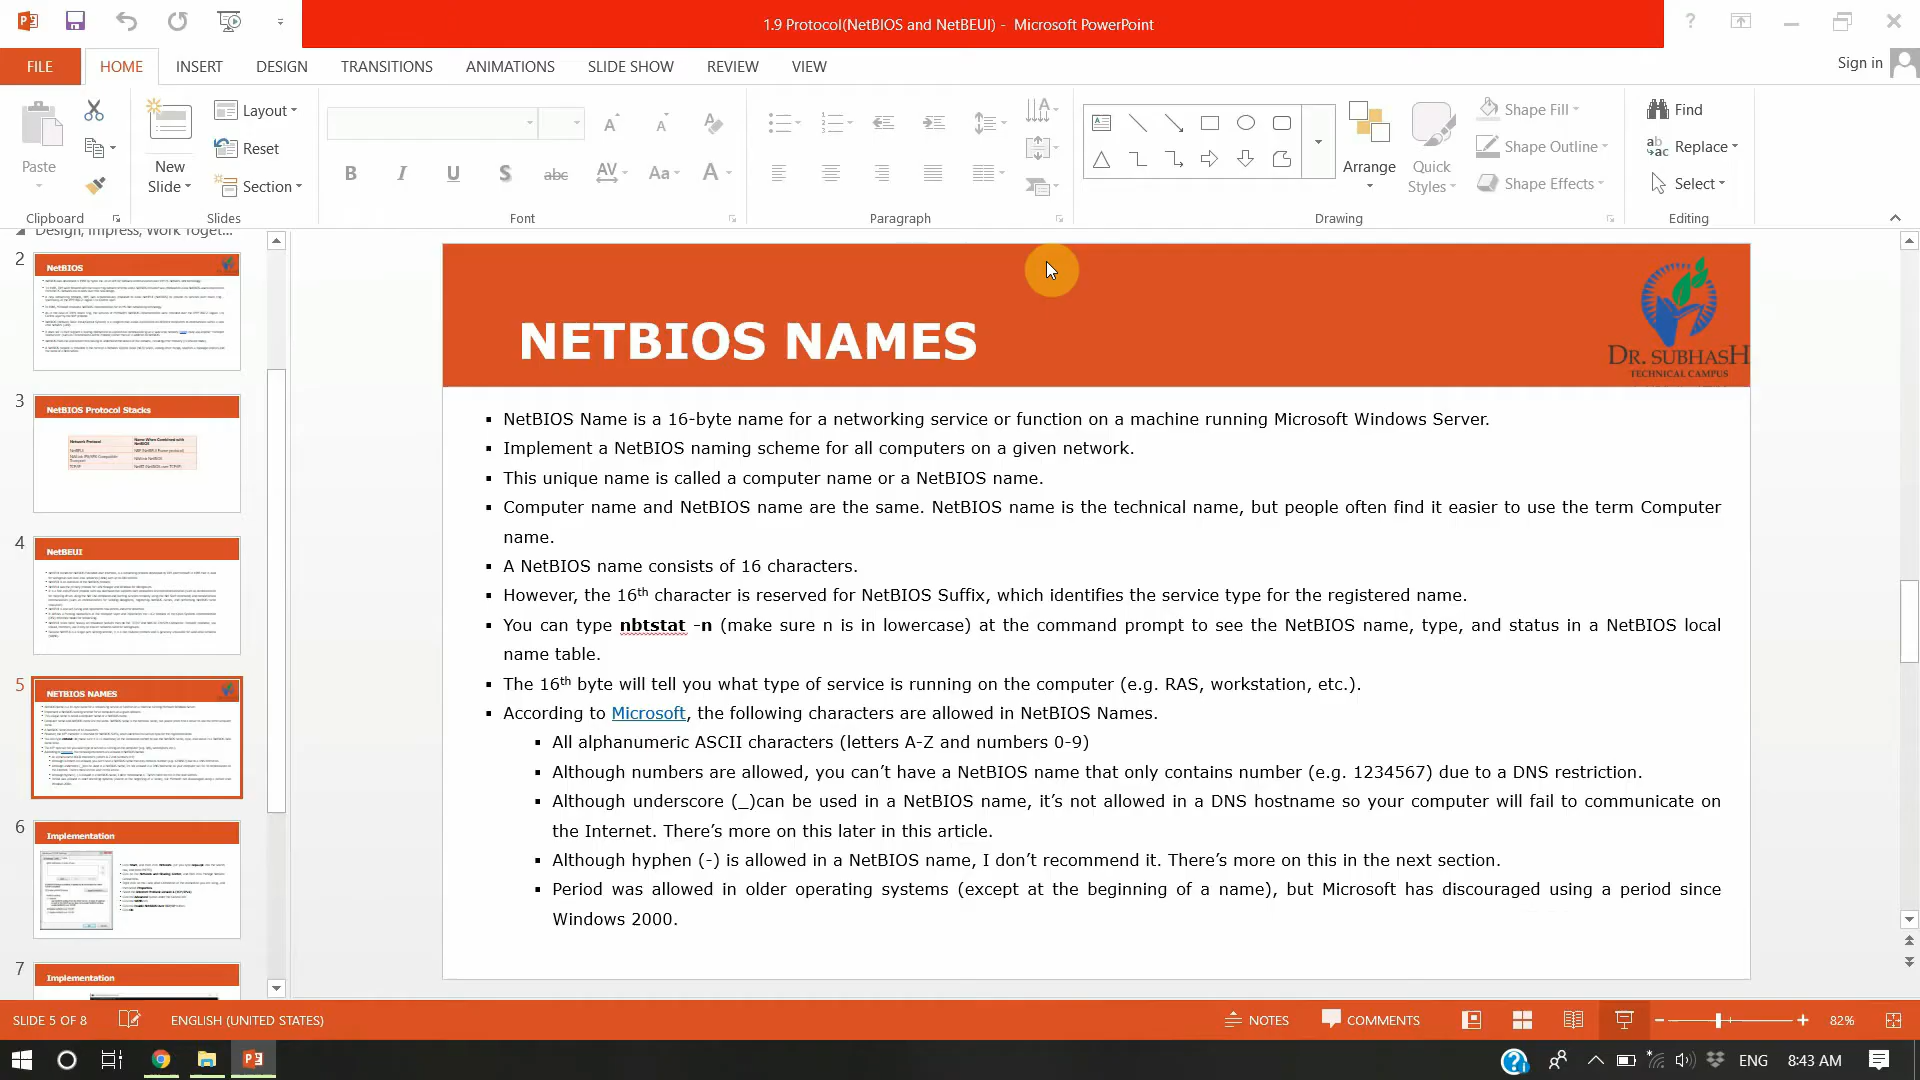 1.9 Protocol(NetBIOS and NetBEUI) - Microsoft PowerPoint
FILE HOME INSERT DESIGN TRANSITIONS ANIMATIONS SLIDE SHOW REVIEW VIEW Sign in
Paste
New Slide
Layout
Reset
Section
Arrange
Quick Styles
Shape Fill
Shape Outline
Shape Effects
Find
Replace
Select
Clipboard Slides Font Paragraph Drawing Editing
Design, Impress, Work Toget...
2
NetBIOS
3
NetBIOS Protocol Stacks
4
NetBEUI
5
NETBIOS NAMES
6
Implementation
7
Implementation
NETBIOS NAMES
DR. SUBHASH
TECHNICAL CAMPUS
▪ NetBIOS Name is a 16-byte name for a networking service or function on a machine running Microsoft Windows Server.
▪ Implement a NetBIOS naming scheme for all computers on a given network.
▪ This unique name is called a computer name or a NetBIOS name.
▪ Computer name and NetBIOS name are the same. NetBIOS name is the technical name, but people often find it easier to use the term Computer
name.
▪ A NetBIOS name consists of 16 characters.
▪ However, the 16th character is reserved for NetBIOS Suffix, which identifies the service type for the registered name.
▪ You can type nbtstat -n (make sure n is in lowercase) at the command prompt to see the NetBIOS name, type, and status in a NetBIOS local
name table.
▪ The 16th byte will tell you what type of service is running on the computer (e.g. RAS, workstation, etc.).
▪ According to Microsoft, the following characters are allowed in NetBIOS Names.
▪ All alphanumeric ASCII characters (letters A-Z and numbers 0-9)
▪ Although numbers are allowed, you can’t have a NetBIOS name that only contains number (e.g. 1234567) due to a DNS restriction.
▪ Although underscore (_)can be used in a NetBIOS name, it’s not allowed in a DNS hostname so your computer will fail to communicate on
the Internet. There’s more on this later in this article.
▪ Although hyphen (-) is allowed in a NetBIOS name, I don’t recommend it. There’s more on this in the next section.
▪ Period was allowed in older operating systems (except at the beginning of a name), but Microsoft has discouraged using a period since
Windows 2000.
SLIDE 5 OF 8 ENGLISH (UNITED STATES) NOTES COMMENTS 82%
ENG 8:43 AM